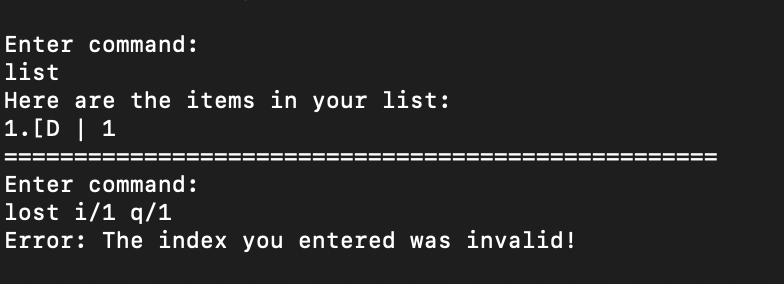 Enter command:
list
Here are the items in your list:
1.[D | 1
===================================================
Enter command:
lost i/1 q/1
Error: The index you entered was invalid!